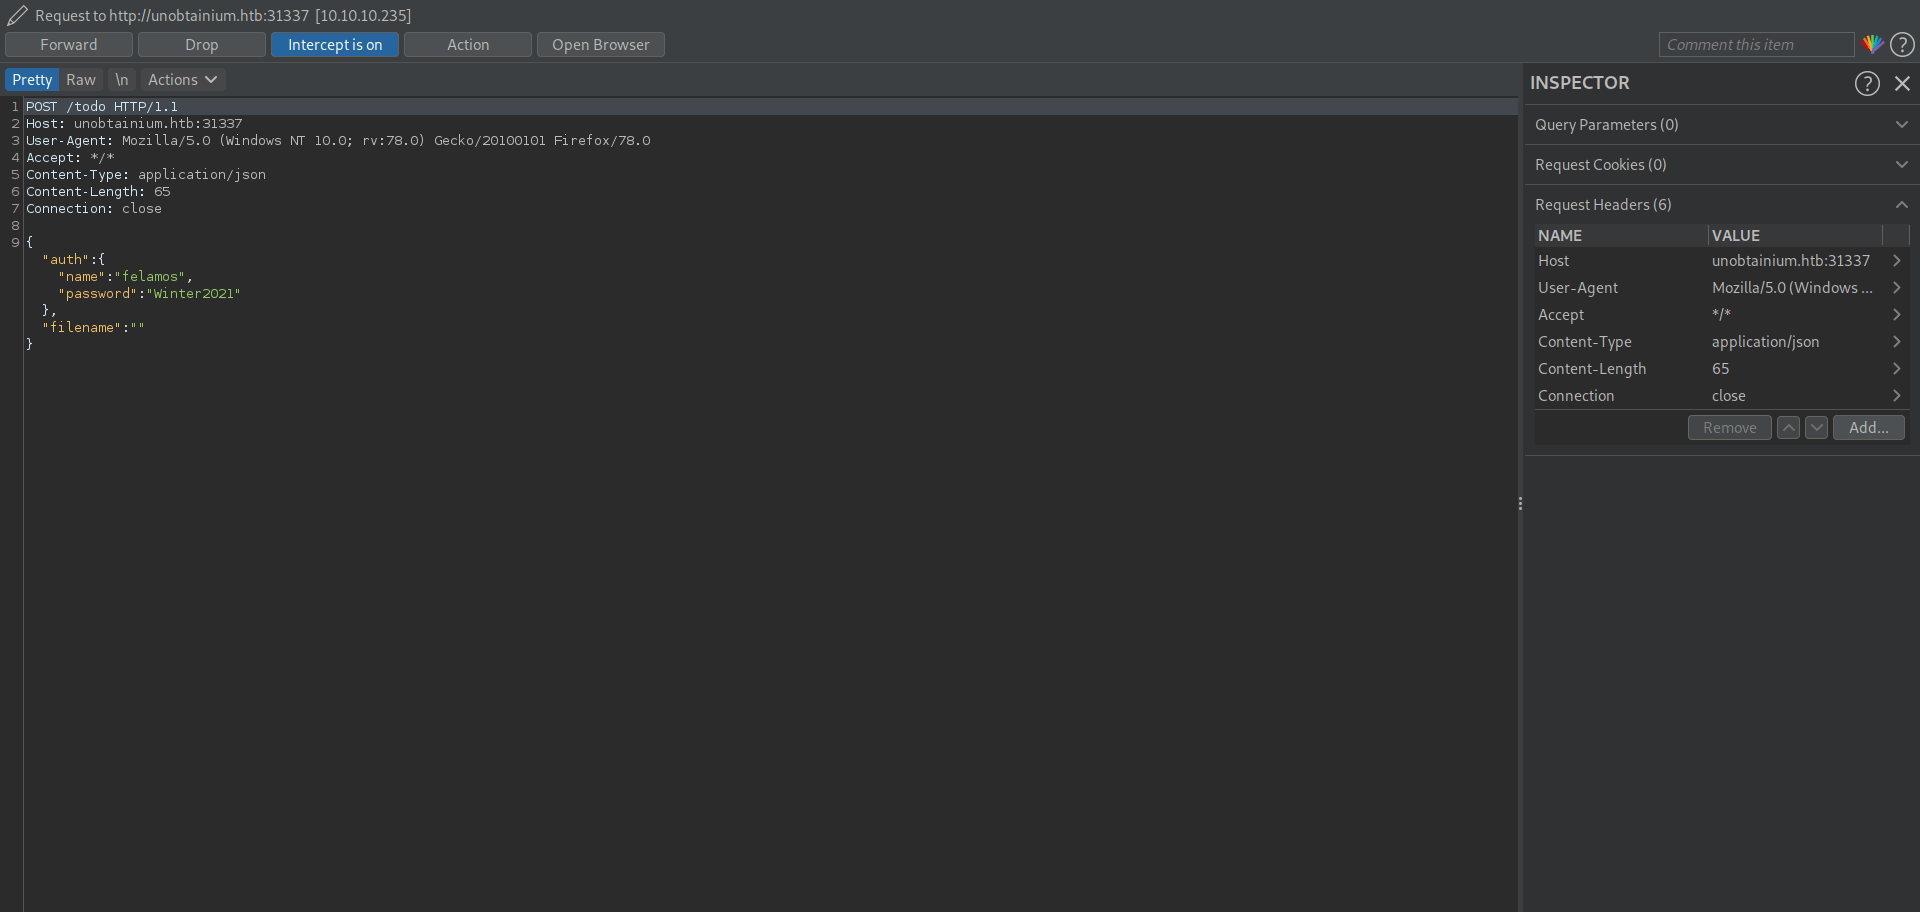 Request to http://unobtainium.htb:31337 [10.10.10.235]
Forward Drop Intercept is on Action Open Browser Comment this item ?
Pretty Raw \n Actions
1 POST /todo HTTP/1.1
2 Host: unobtainium.htb:31337
3 User-Agent: Mozilla/5.0 (Windows NT 10.0; rv:78.0) Gecko/20100101 Firefox/78.0
4 Accept: */*
5 Content-Type: application/json
6 Content-Length: 65
7 Connection: close
8
9 {
"auth":{
"name":"felamos",
"password":"Winter2021"
},
"filename":""
}
INSPECTOR ?
Query Parameters (0)
Request Cookies (0)
Request Headers (6)
NAME VALUE
Host unobtainium.htb:31337
User-Agent Mozilla/5.0 (Windows ...
Accept */*
Content-Type application/json
Content-Length 65
Connection close
Remove Add...